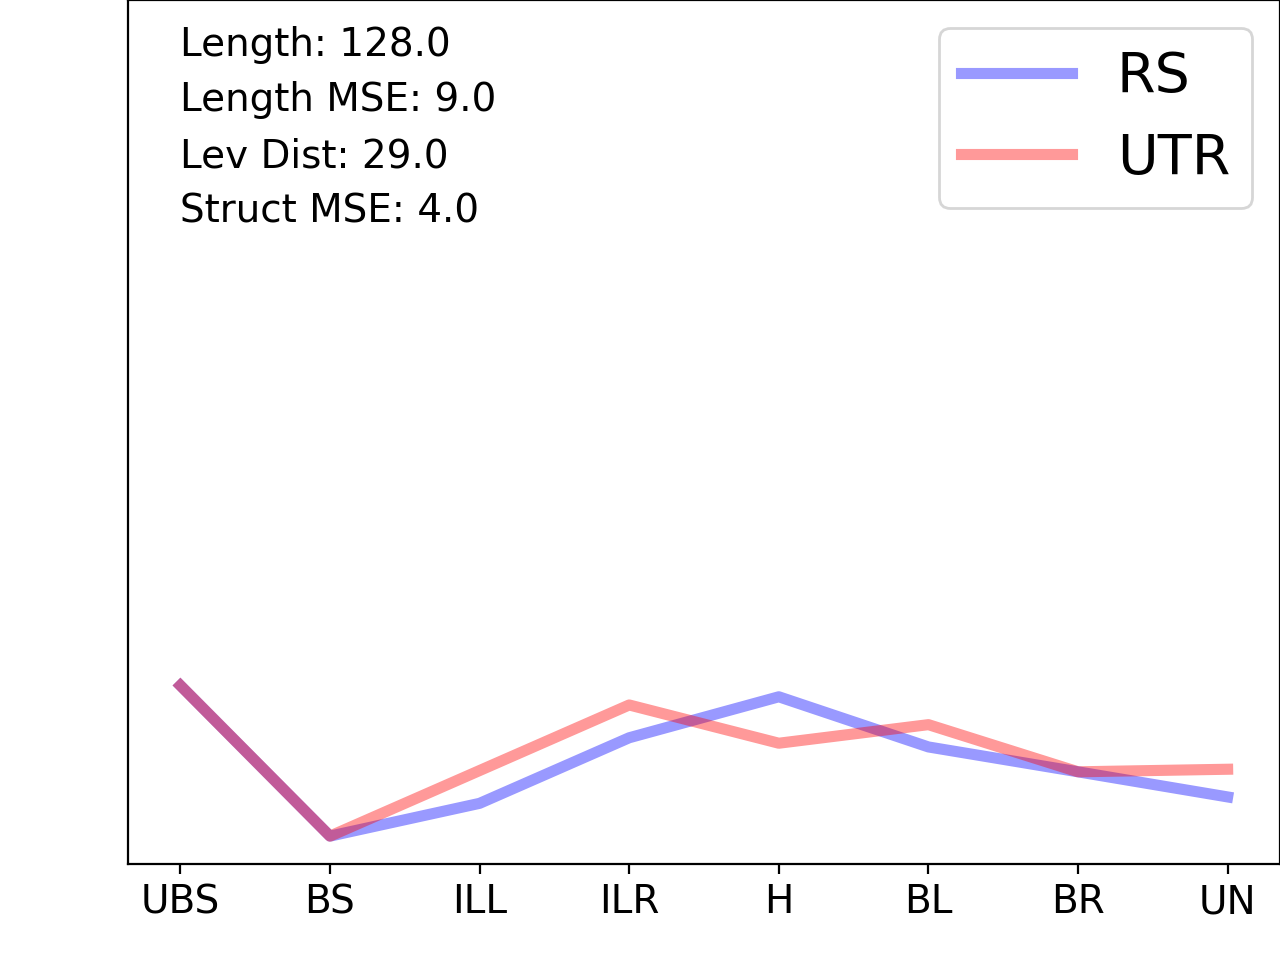 Length: 128.0
Length MSE: 9.0
Lev Dist: 29.0
Struct MSE: 4.0
RS
UTR
UBS BS ILL ILR H BL BR UN